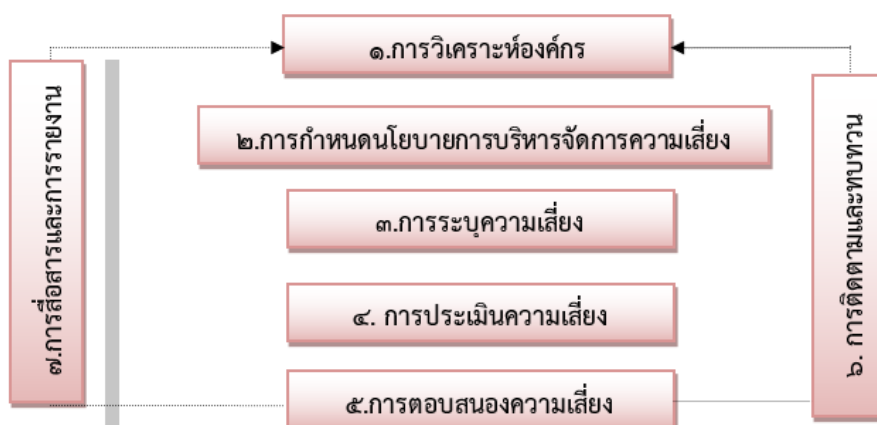 ๑.การวิเคราะห์องค์กร
๒.การกำหนดนโยบายการบริหารจัดการความเสี่ยง
๓.การระบุความเสี่ยง
๔. การประเมินความเสี่ยง
๕.การตอบสนองความเสี่ยง
๖. การติดตามและทบทวน
๗.การสื่อสารและการรายงาน